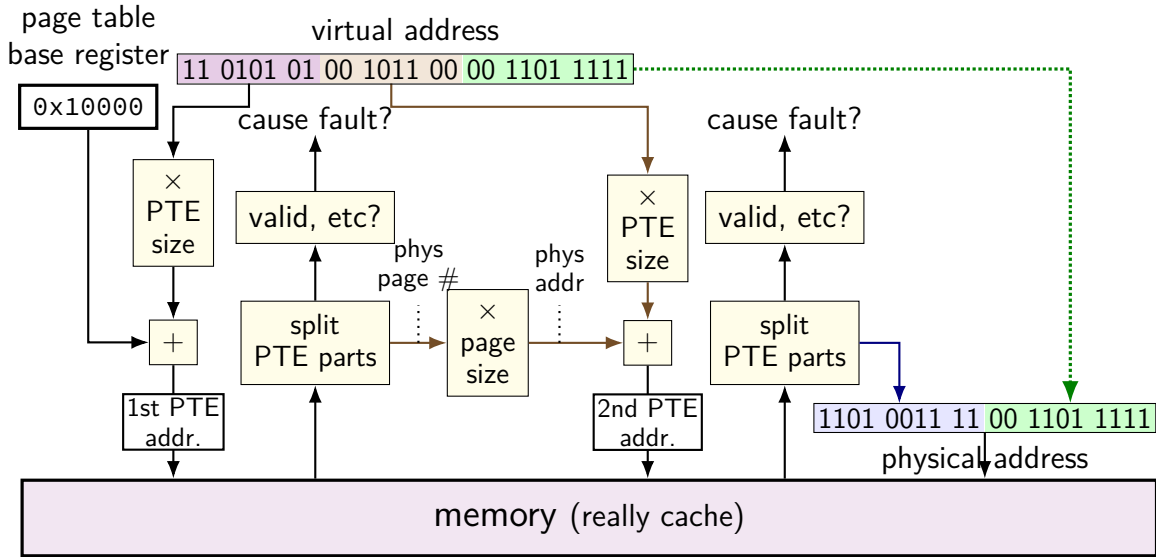 page table
base register
virtual address
11 0101 01 00 1011 00 00 1101 1111
0x10000
cause fault?
cause fault?
×
PTE
size
valid, etc?
×
PTE
size
valid, etc?
phys
page #
phys
addr
+
split
PTE parts
×
page
size
+
split
PTE parts
1st PTE
addr.
2nd PTE
addr.
1101 0011 11 00 1101 1111
physical address
memory (really cache)